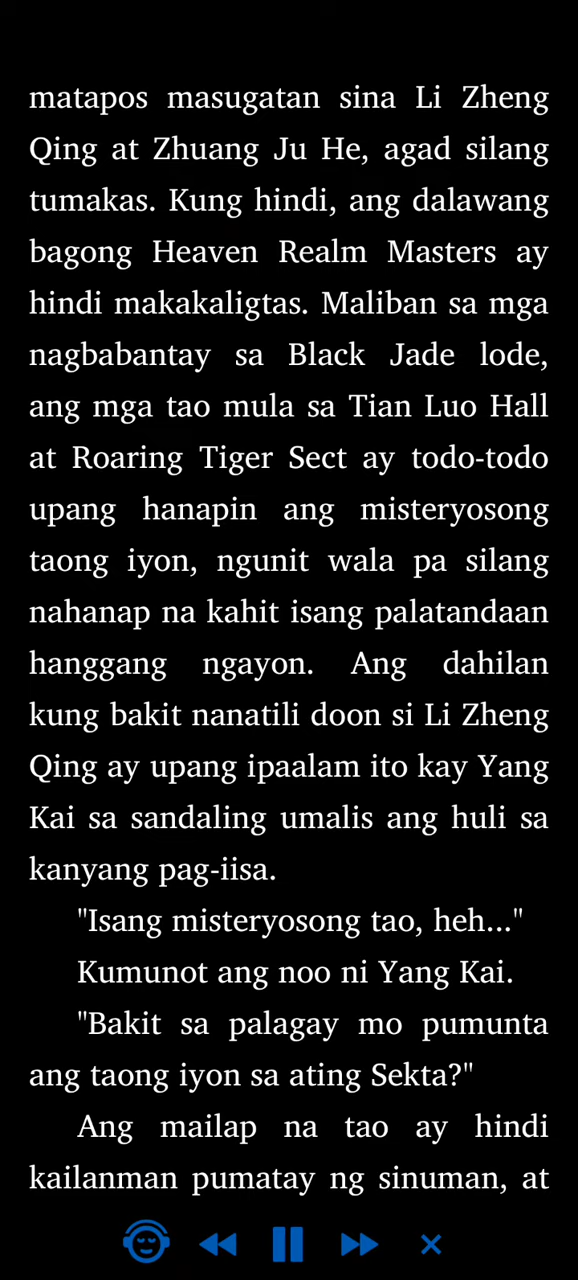 matapos masugatan sina Li Zheng
Qing at Zhuang Ju He, agad silang
tumakas. Kung hindi, ang dalawang
bagong Heaven Realm Masters ay
hindi makakaligtas. Maliban sa mga
nagbabantay sa Black Jade lode,
ang mga tao mula sa Tian Luo Hall
at Roaring Tiger Sect ay todo-todo
upang hanapin ang misteryosong
taong iyon, ngunit wala pa silang
nahanap na kahit isang palatandaan
hanggang ngayon. Ang dahilan
kung bakit nanatili doon si Li Zheng
Qing ay upang ipaalam ito kay Yang
Kai sa sandaling umalis ang huli sa
kanyang pag-iisa.
"Isang misteryosong tao, heh..."
Kumunot ang noo ni Yang Kai.
"Bakit sa palagay mo pumunta
ang taong iyon sa ating Sekta?"
Ang mailap na tao ay hindi
kailanman pumatay ng sinuman, at